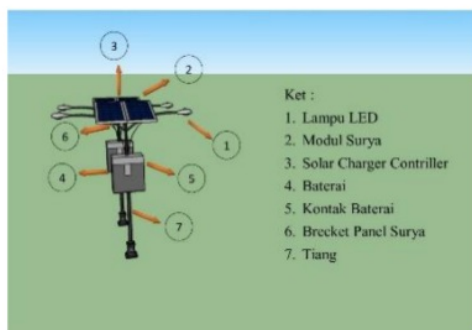 3
2
6
1
4
5
7
Ket :
1. Lampu LED
2. Modul Surya
3. Solar Charger Contriller
4. Baterai
5. Kontak Baterai
6. Brecket Panel Surya
7. Tiang